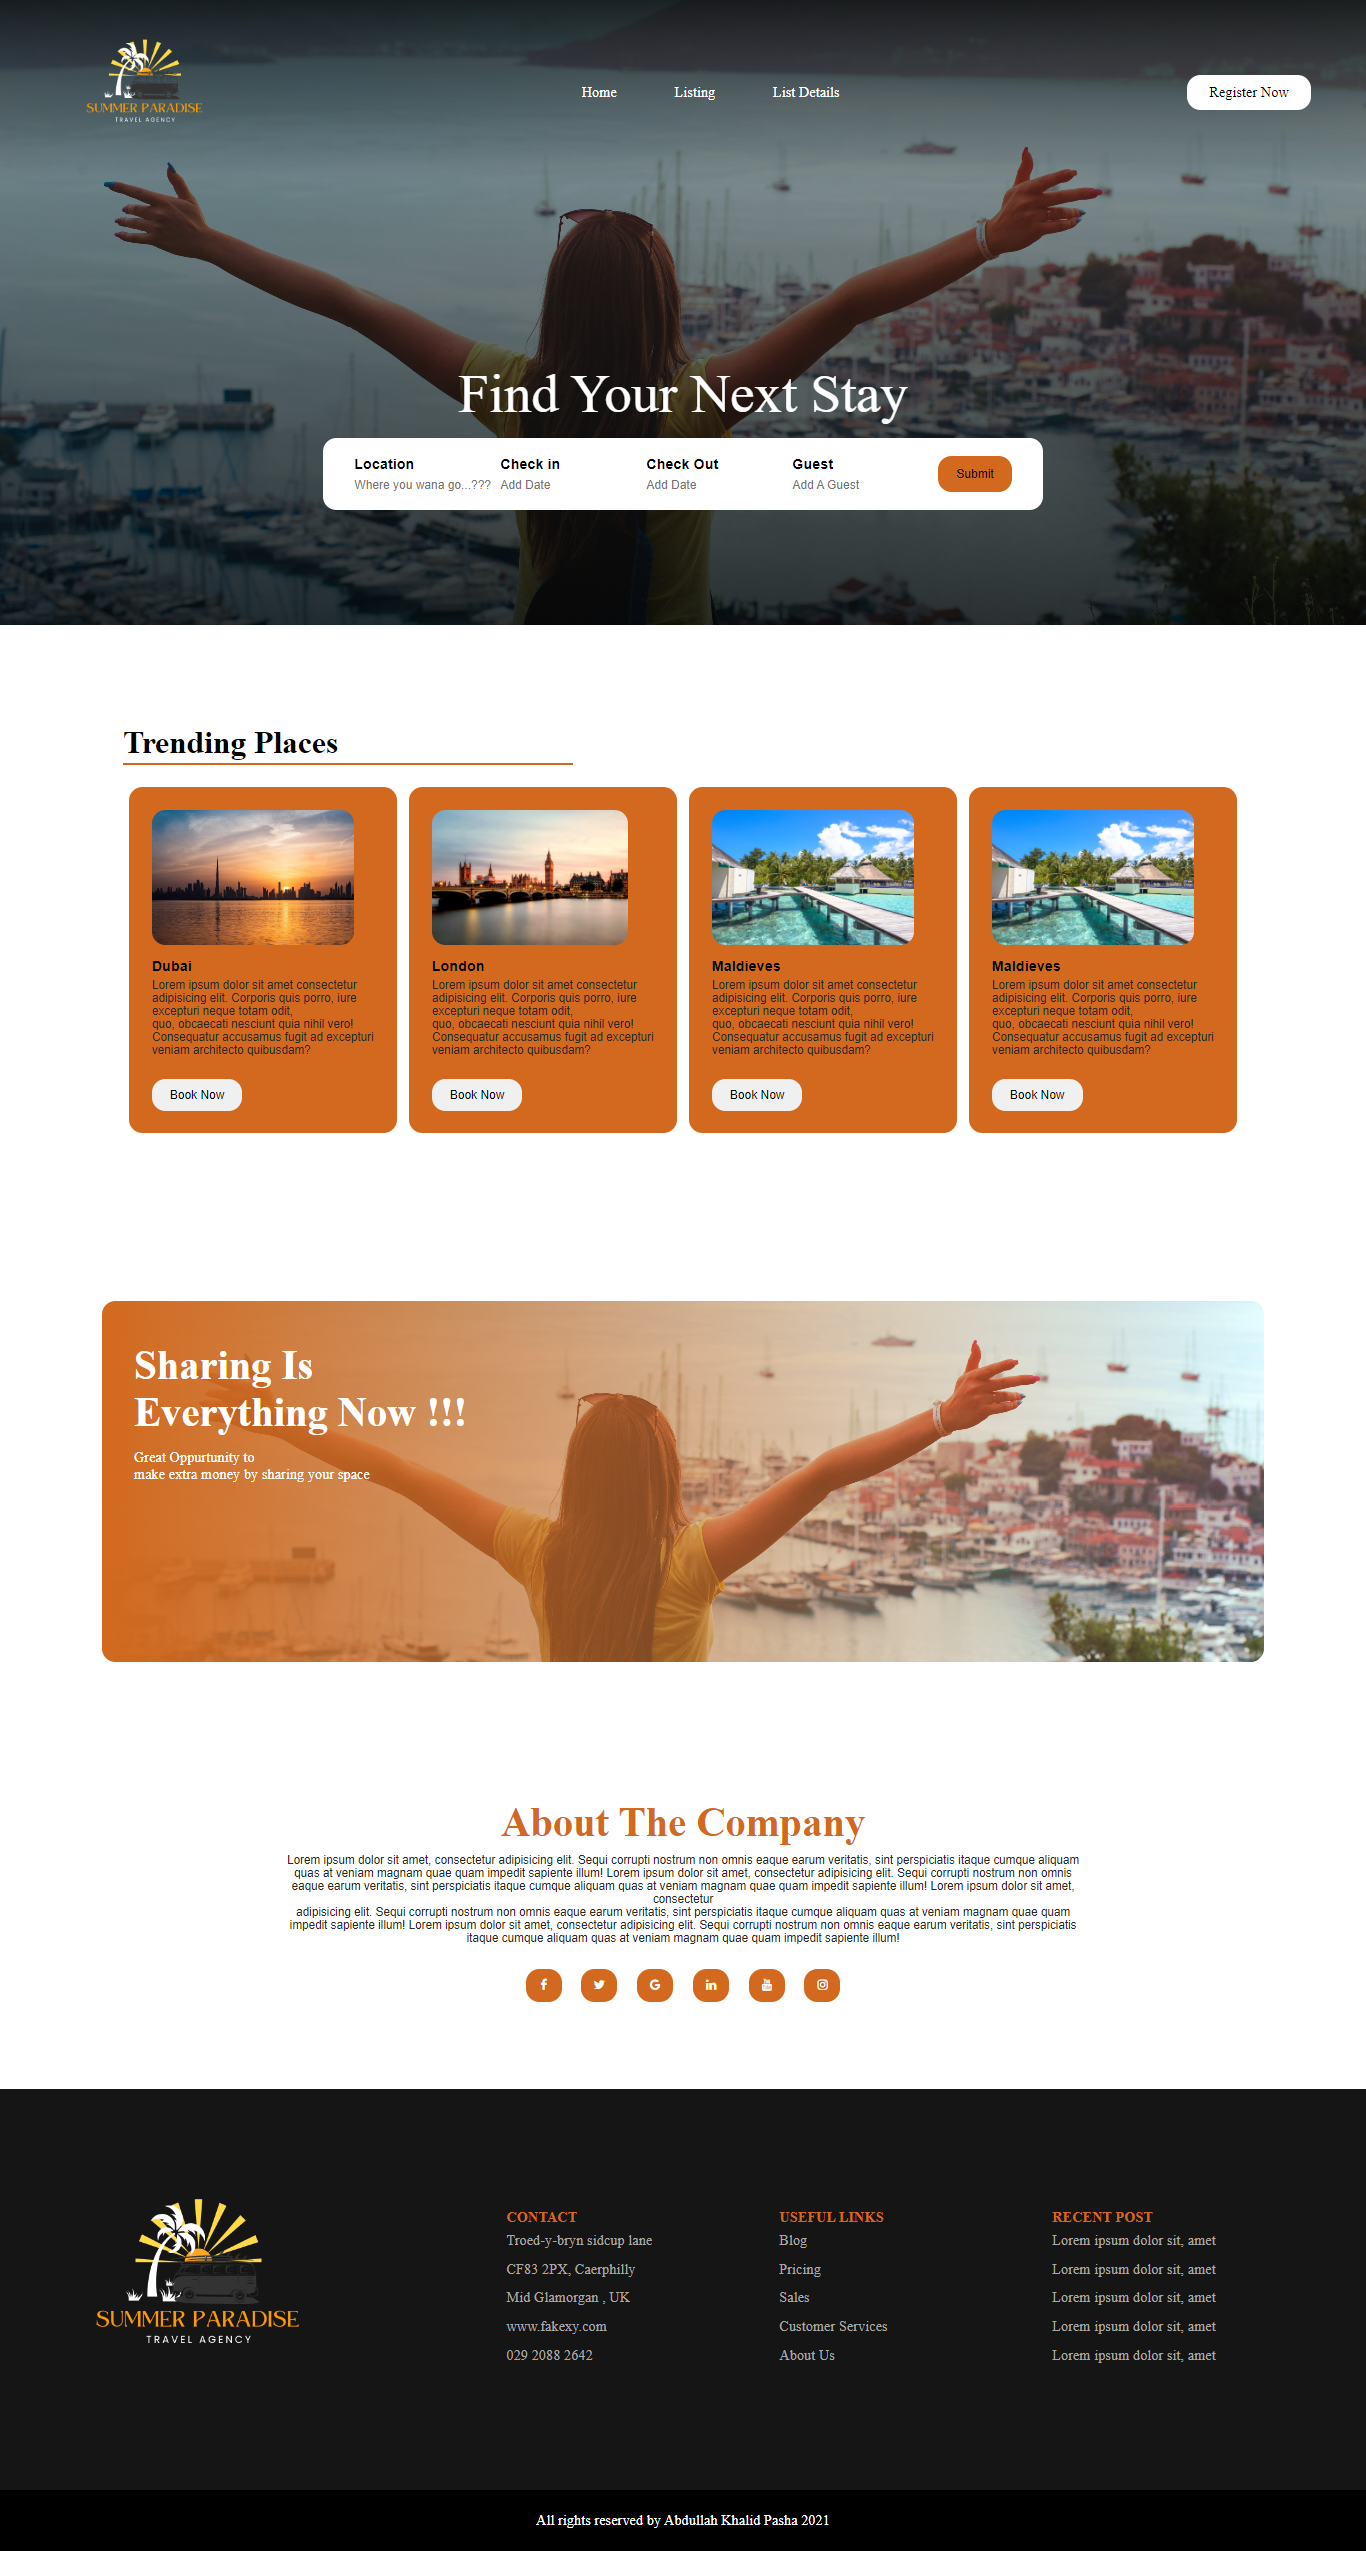 SUMMER PARADISE
TRAVEL AGENCY
Home Listing List Details
Register Now
Find Your Next Stay
Location Check in Check Out Guest
Where you wana go...??? Add Date Add Date Add A Guest
Submit
Trending Places
Dubai
Lorem ipsum dolor sit amet consectetur
adipisicing elit. Corporis quis porro, iure
excepturi neque totam odit,
quo, obcaecati nesciunt quia nihil vero!
Consequatur accusamus fugit ad excepturi
veniam architecto quibusdam?
Book Now
London
Lorem ipsum dolor sit amet consectetur
adipisicing elit. Corporis quis porro, iure
excepturi neque totam odit,
quo, obcaecati nesciunt quia nihil vero!
Consequatur accusamus fugit ad excepturi
veniam architecto quibusdam?
Book Now
Maldieves
Lorem ipsum dolor sit amet consectetur
adipisicing elit. Corporis quis porro, iure
excepturi neque totam odit,
quo, obcaecati nesciunt quia nihil vero!
Consequatur accusamus fugit ad excepturi
veniam architecto quibusdam?
Book Now
Maldieves
Lorem ipsum dolor sit amet consectetur
adipisicing elit. Corporis quis porro, iure
excepturi neque totam odit,
quo, obcaecati nesciunt quia nihil vero!
Consequatur accusamus fugit ad excepturi
veniam architecto quibusdam?
Book Now
Sharing Is
Everything Now !!!
Great Oppurtunity to
make extra money by sharing your space
About The Company
Lorem ipsum dolor sit amet, consectetur adipisicing elit. Sequi corrupti nostrum non omnis eaque earum veritatis, sint perspiciatis itaque cumque aliquam
quas at veniam magnam quae quam impedit sapiente illum! Lorem ipsum dolor sit amet, consectetur adipisicing elit. Sequi corrupti nostrum non omnis
eaque earum veritatis, sint perspiciatis itaque cumque aliquam quas at veniam magnam quae quam impedit sapiente illum! Lorem ipsum dolor sit amet,
consectetur
adipisicing elit. Sequi corrupti nostrum non omnis eaque earum veritatis, sint perspiciatis itaque cumque aliquam quas at veniam magnam quae quam
impedit sapiente illum! Lorem ipsum dolor sit amet, consectetur adipisicing elit. Sequi corrupti nostrum non omnis eaque earum veritatis, sint perspiciatis
itaque cumque aliquam quas at veniam magnam quae quam impedit sapiente illum!
SUMMER PARADISE
TRAVEL AGENCY
CONTACT
Troed-y-bryn sidcup lane
CF83 2PX, Caerphilly
Mid Glamorgan , UK
www.fakexy.com
029 2088 2642
USEFUL LINKS
Blog
Pricing
Sales
Customer Services
About Us
RECENT POST
Lorem ipsum dolor sit, amet
Lorem ipsum dolor sit, amet
Lorem ipsum dolor sit, amet
Lorem ipsum dolor sit, amet
Lorem ipsum dolor sit, amet
All rights reserved by Abdullah Khalid Pasha 2021